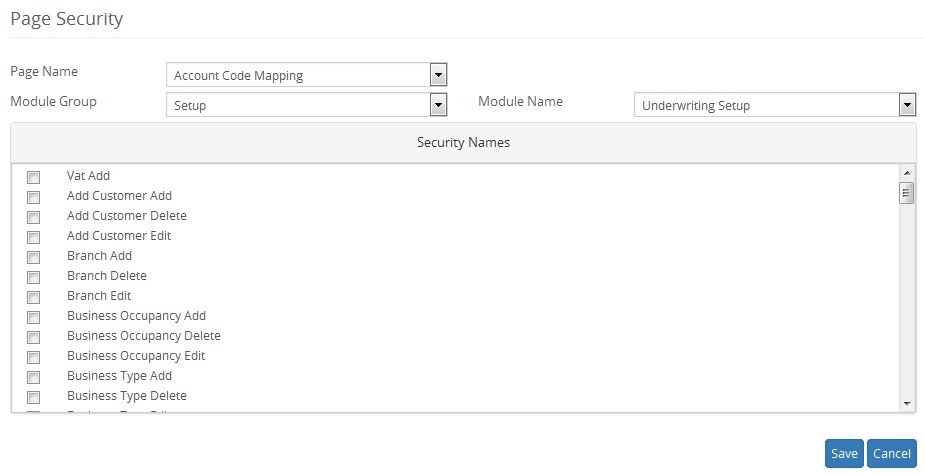 Page Security
Page Name Account Code Mapping
Module Group Setup Module Name Underwriting Setup
Security Names
Vat Add
Add Customer Add
Add Customer Delete
Add Customer Edit
Branch Add
Branch Delete
Branch Edit
Business Occupancy Add
Business Occupancy Delete
Business Occupancy Edit
Business Type Add
Business Type Delete
Save Cancel